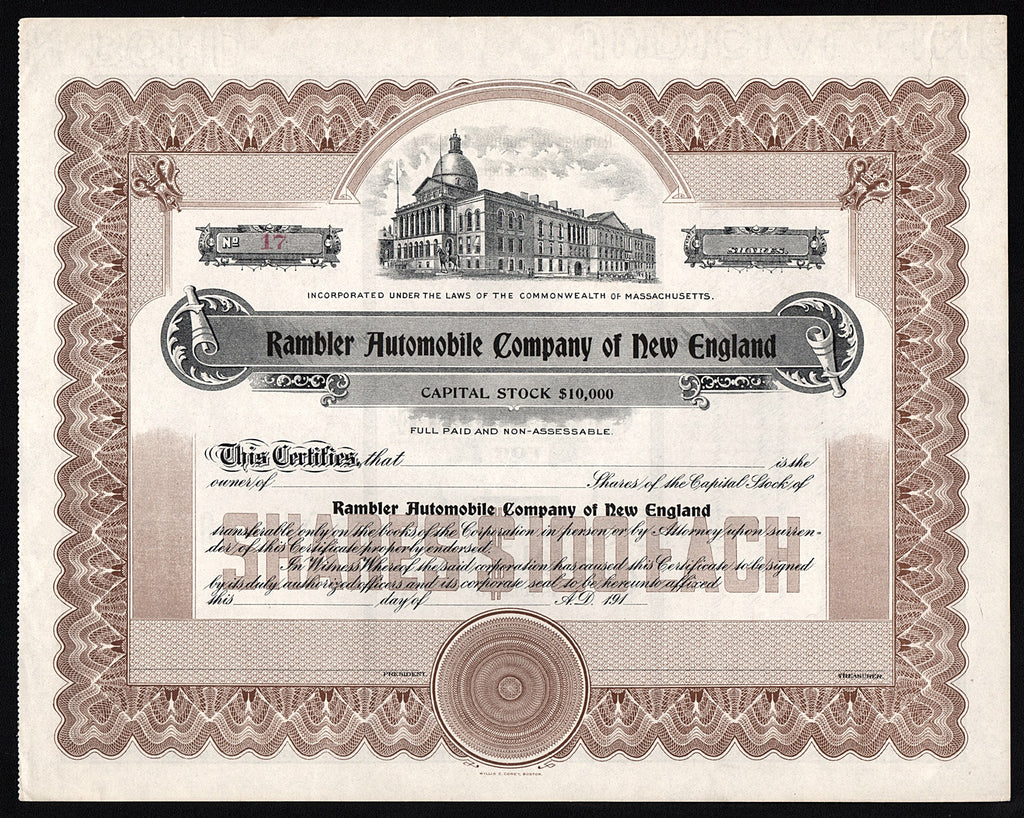 No 17
SHARES.
INCORPORATED UNDER THE LAWS OF THE COMMONWEALTH OF MASSACHUSETTS.
Rambler Automobile Company of New England
CAPITAL STOCK $10,000
FULL PAID AND NON-ASSESSABLE.
This Certifies, that is the
owner of Shares of the Capital Stock of
Rambler Automobile Company of New England
SHARES $100 EACH
transferable only on the books of the Corporation in person or by Attorney upon surren-
der of this Certificate properly endorsed.
In Witness Whereof, the said corporation has caused this Certificate to be signed
by its duly authorized officers and its corporate seal to be hereunto affixed
this day of A.D. 191
PRESIDENT.
TREASURER.
BOSTON.